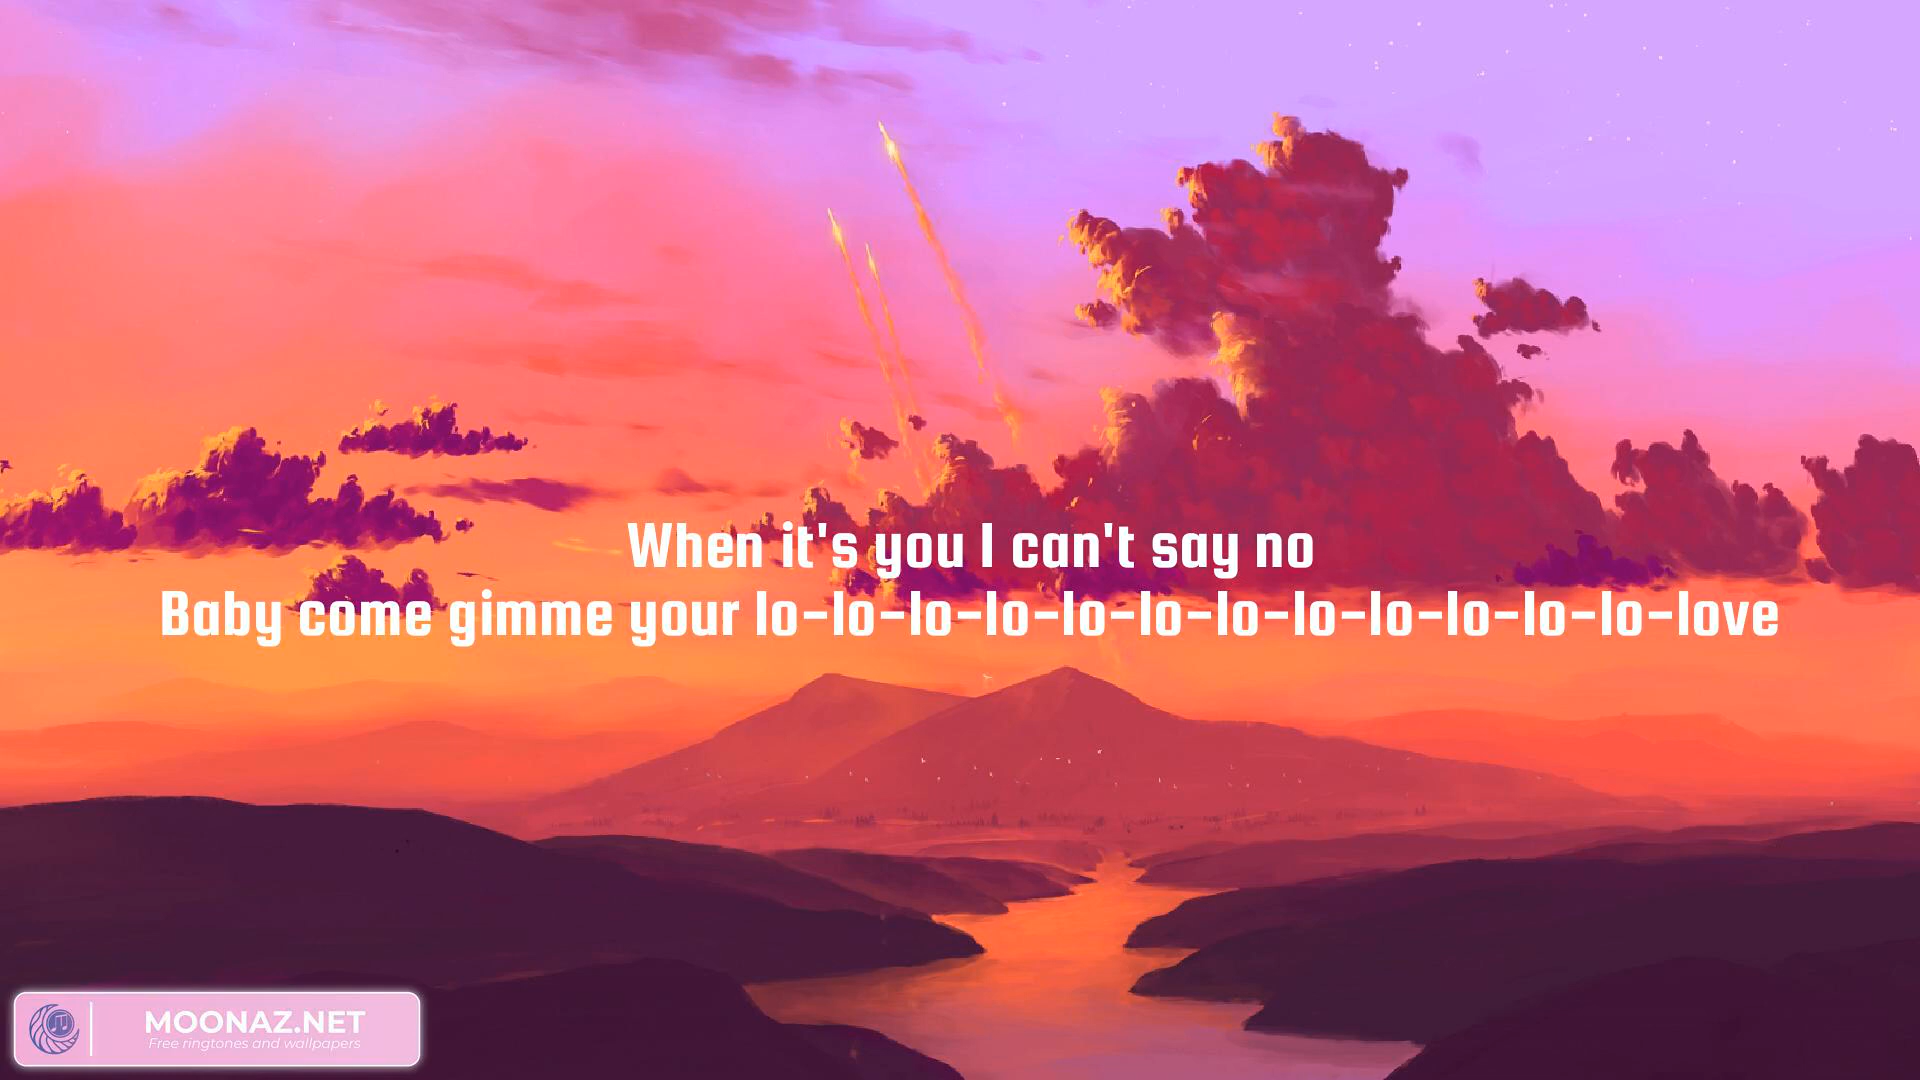 When it's you I can't say no
Baby come gimme your lo-lo-lo-lo-lo-lo-lo-lo-lo-lo-lo-lo-love
MOONAZ.NET
Free ringtones and wallpapers